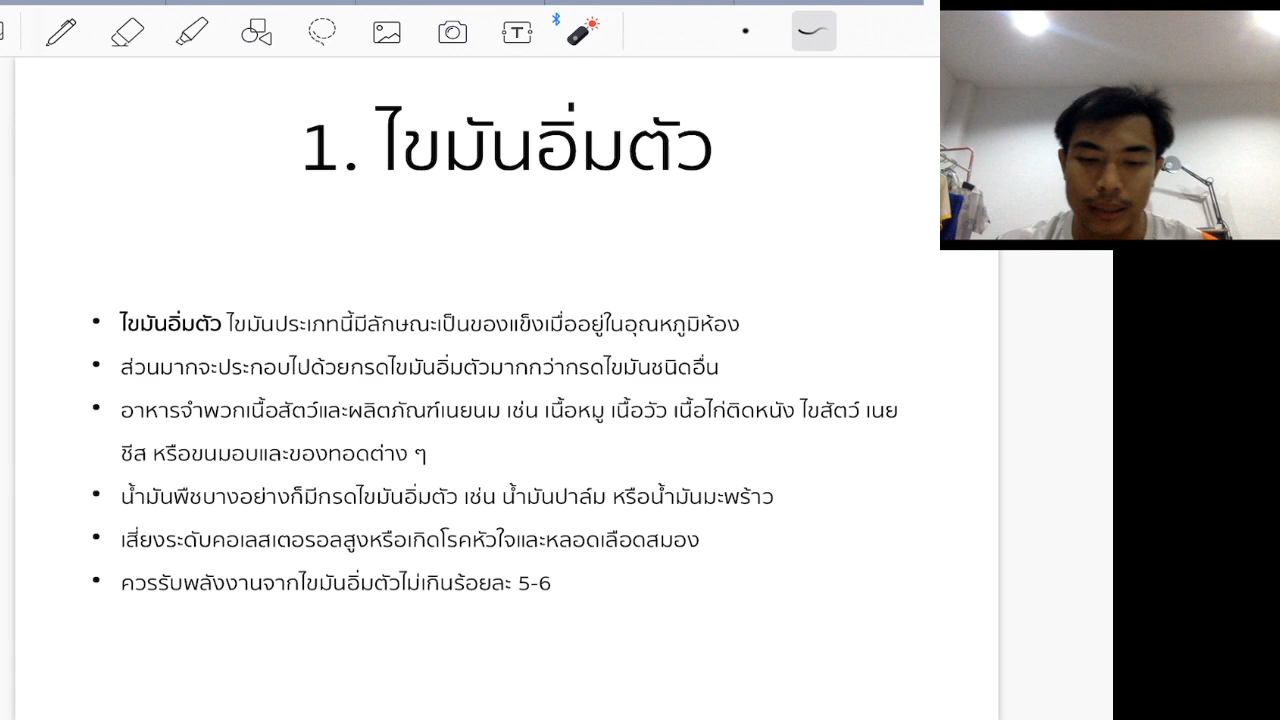 1. ไขมันอิ่มตัว
• ไขมันอิ่มตัว ไขมันประเภทนี้มีลักษณะเป็นของแข็งเมื่ออยู่ในอุณหภูมิห้อง
• ส่วนมากจะประกอบไปด้วยกรดไขมันอิ่มตัวมากกว่ากรดไขมันชนิดอื่น
• อาหารจำพวกเนื้อสัตว์และผลิตภัณฑ์เนยนม เช่น เนื้อหมู เนื้อวัว เนื้อไก่ติดหนัง ไขสัตว์ เนย
ชีส หรือขนมอบและของทอดต่าง ๆ
• น้ำมันพืชบางอย่างก็มีกรดไขมันอิ่มตัว เช่น น้ำมันปาล์ม หรือน้ำมันมะพร้าว
• เสี่ยงระดับคอเลสเตอรอลสูงหรือเกิดโรคหัวใจและหลอดเลือดสมอง
• ควรรับพลังงานจากไขมันอิ่มตัวไม่เกินร้อยละ 5-6